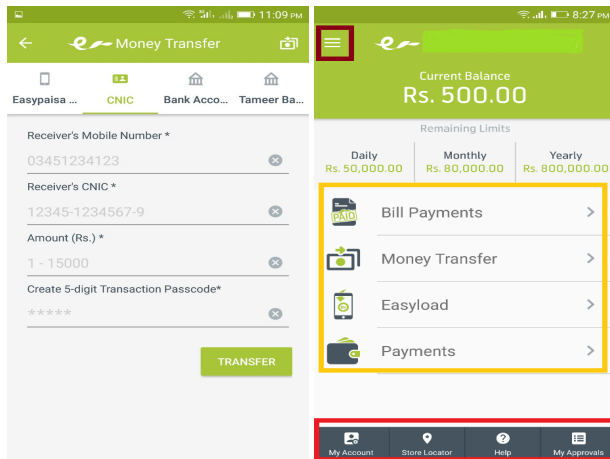 11:09 PM
Money Transfer
Easypaisa ...
CNIC
Bank Acco...
Tameer Ba...
Receiver's Mobile Number *
03451234123
Receiver's CNIC *
12345-1234567-9
Amount (Rs.) *
1 - 15000
Create 5-digit Transaction Passcode*
*****
TRANSFER
8:27 PM
Current Balance
Rs. 500.00
Remaining Limits
Daily
Rs. 50,000.00
Monthly
Rs. 80,000.00
Yearly
Rs. 800,000.00
PAID
Bill Payments
Money Transfer
Easyload
Payments
My Account
Store Locator
Help
My Approvals